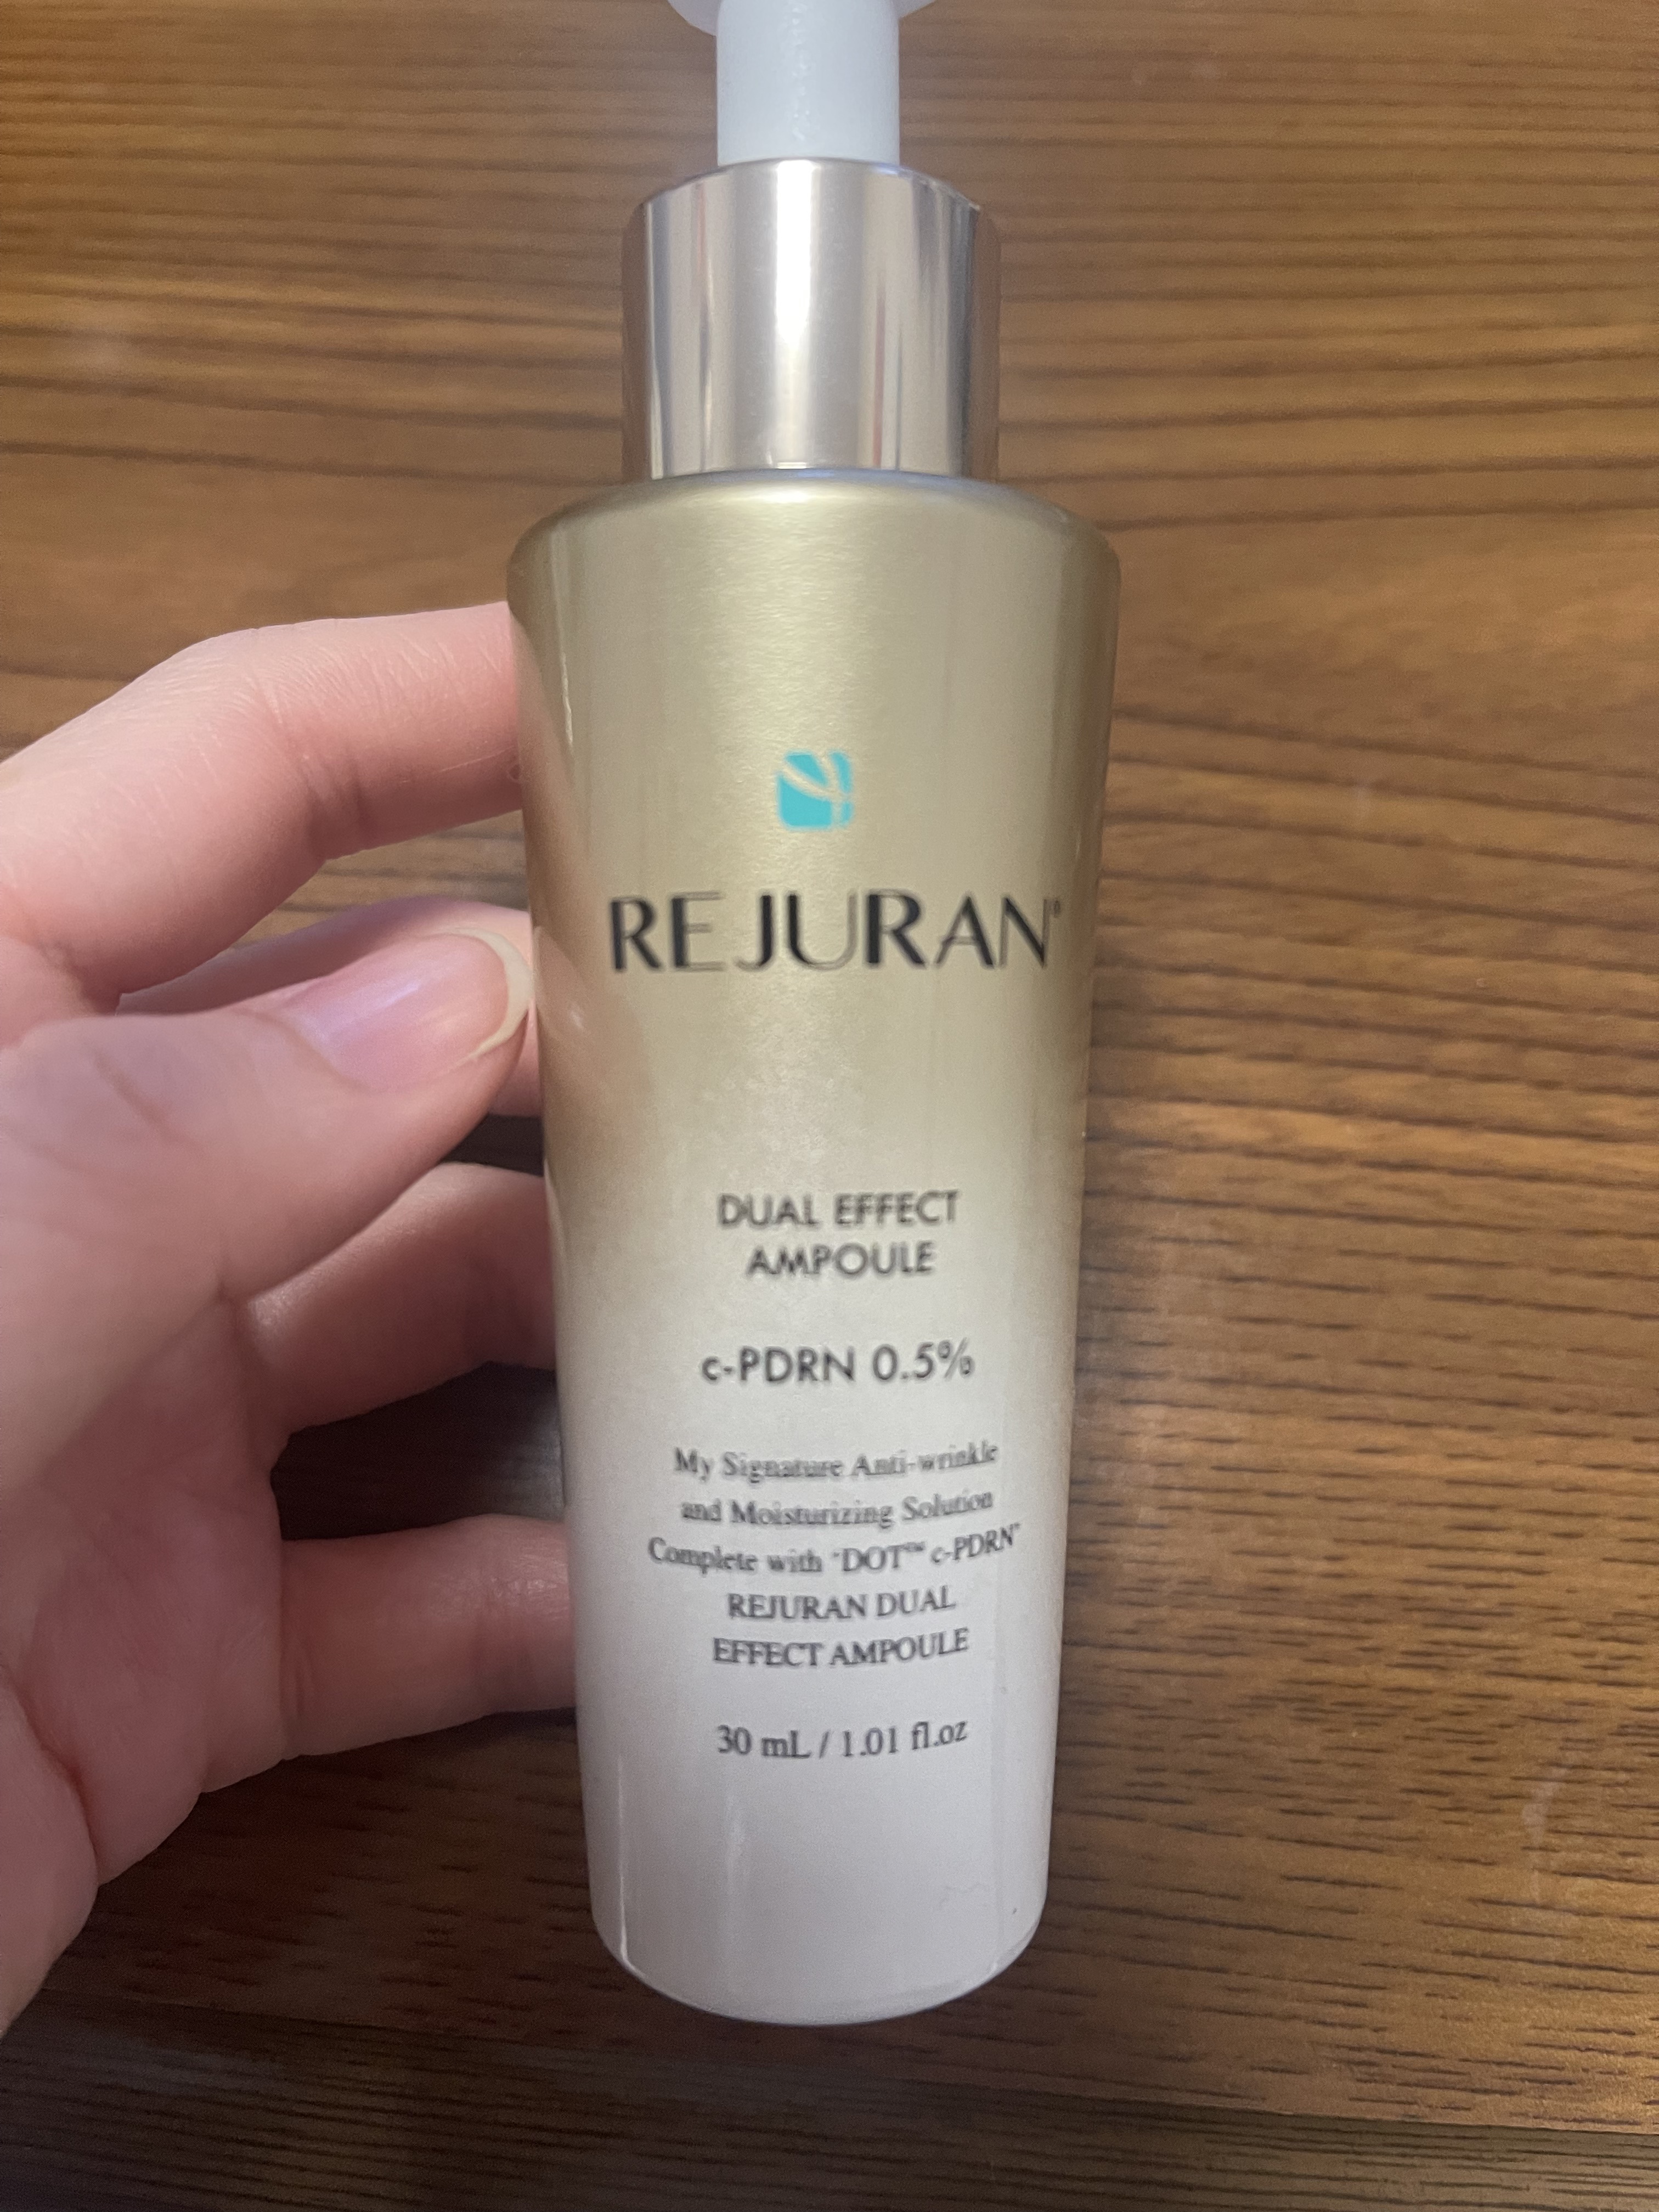 REJURAN®
DUAL EFFECT
AMPOULE
c-PDRN 0.5%
My Signature Anti-wrinkle
and Moisturizing Solution
Complete with "DOT™ c-PDRN"
REJURAN DUAL
EFFECT AMPOULE
30 mL / 1.01 fl.oz